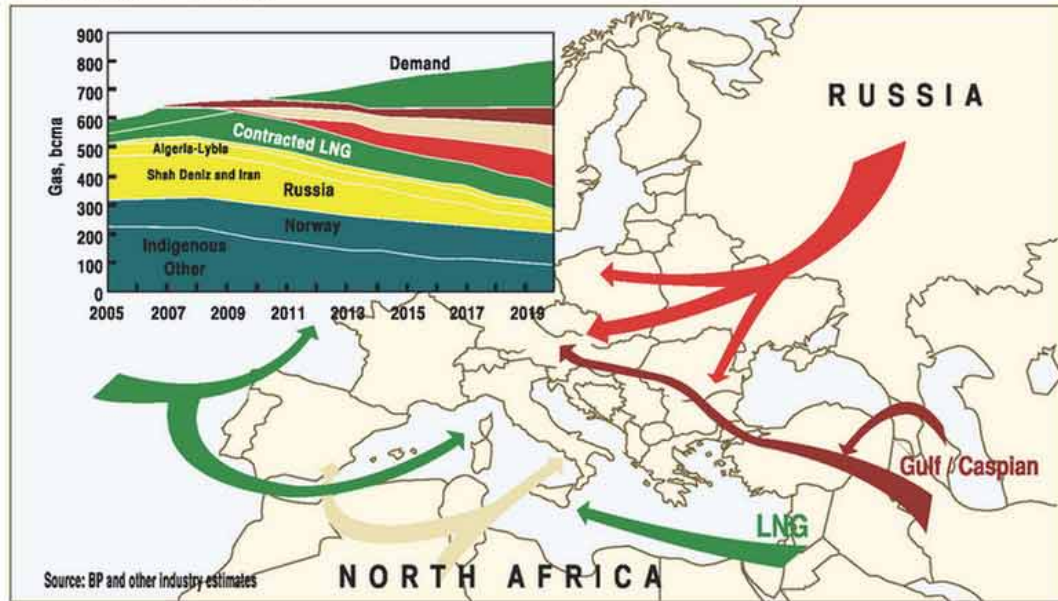 900
800
700
600
500
400
300
200
100
0
Gas, bcma
Demand
Contracted LNG
Algeria-Lybia
Shah Deniz and Iran
Russia
Norway
Indigenous
Other
2005 2007 2009 2011 2013 2015 2017 2019
RUSSIA
Gulf / Caspian
LNG
NORTH AFRICA
Source: BP and other industry estimates